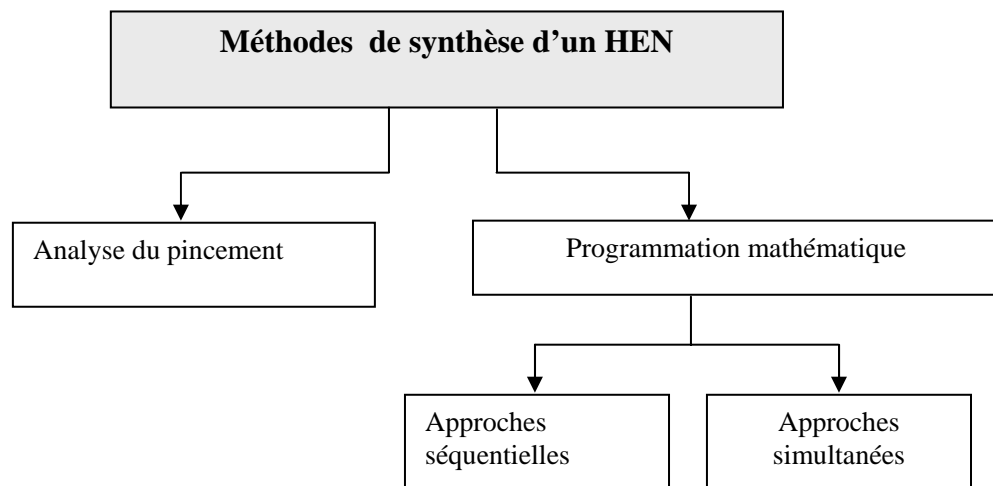 Méthodes de synthèse d’un HEN
Analyse du pincement
Programmation mathématique
Approches
séquentielles
Approches
simultanées